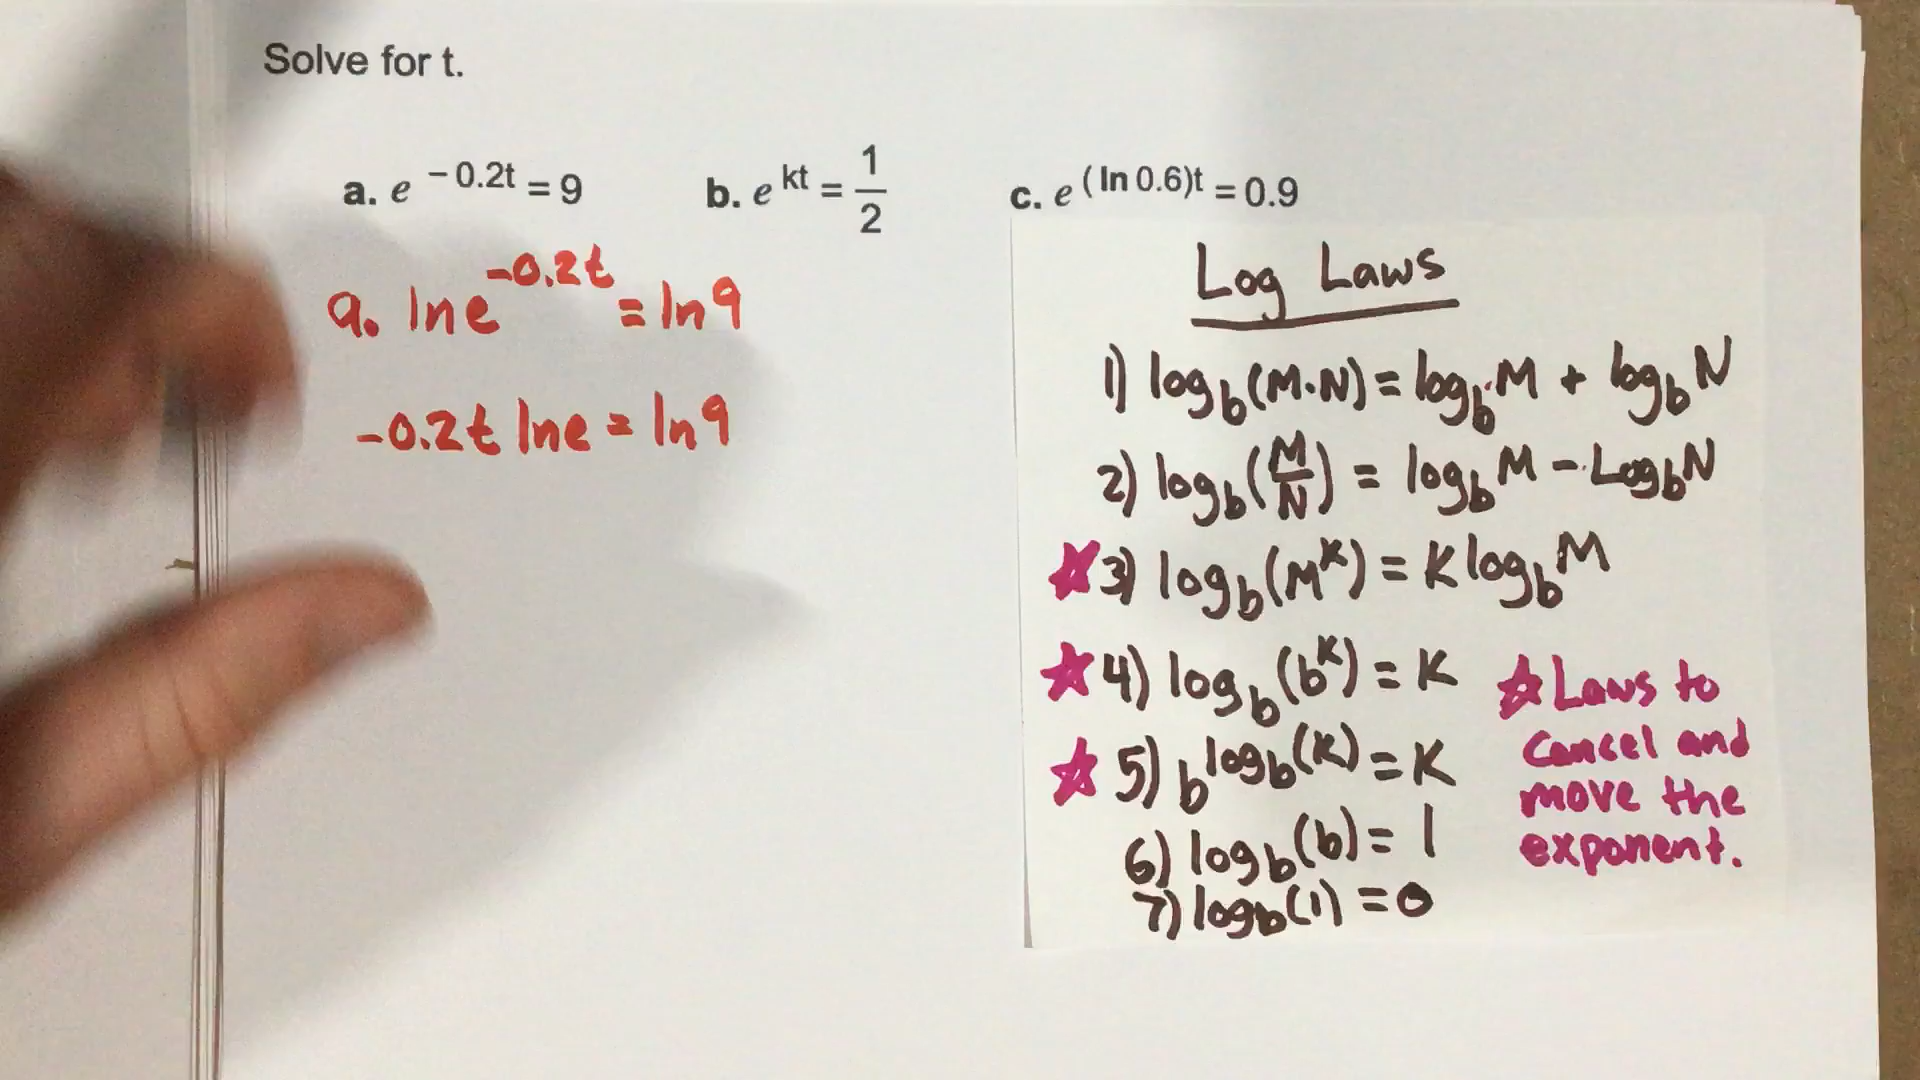 Solve for t.
a. e^(-0.2t) = 9 b. e^(kt) = 1/2 c. e^((ln 0.6)t) = 0.9
a. ln e^(-0.2t) = ln 9
-0.2t ln e = ln 9
Log Laws
1) log_b(M·N) = log_b M + log_b N
2) log_b(M/N) = log_b M - Log_b N
☆3) log_b(M^K) = K log_b M
☆4) log_b(b^K) = K
☆5) b^(log_b(K)) = K
6) log_b(b) = 1
7) log_b(1) = 0
☆ Laws to
Cancel and
move the
exponent.